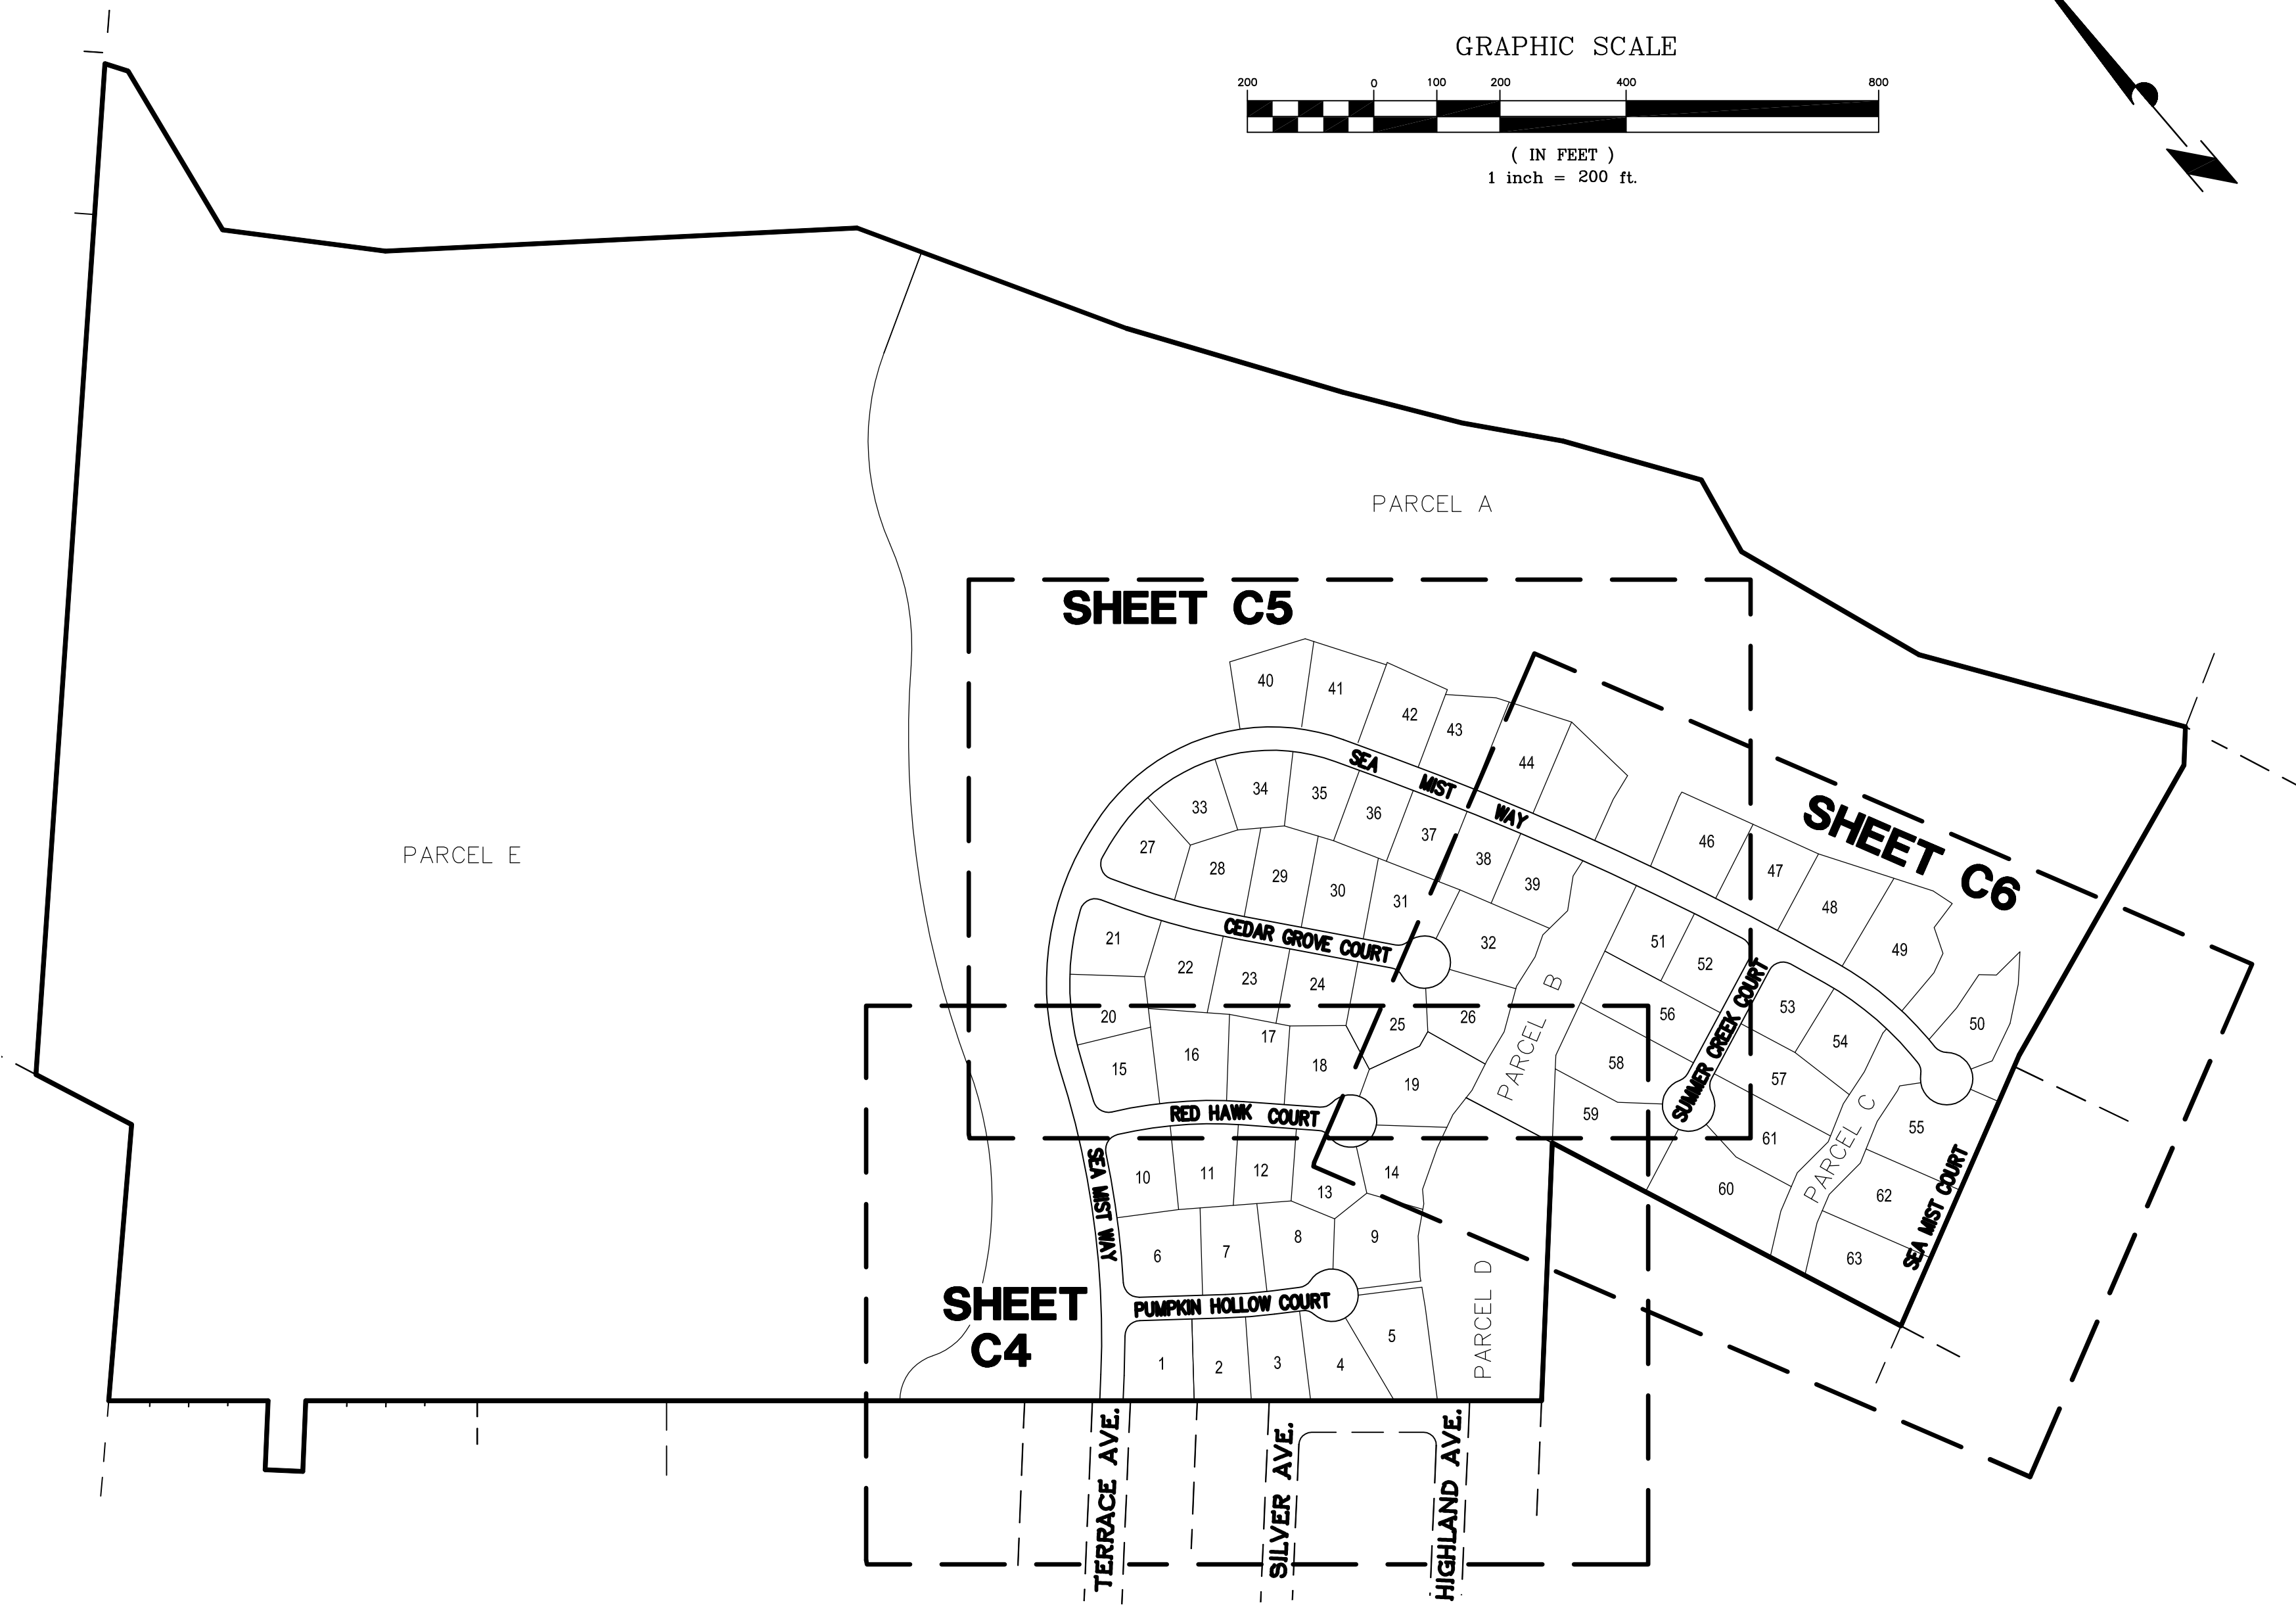 GRAPHIC SCALE
200 0 100 200 400 800
( IN FEET )
1 inch = 200 ft.
PARCEL A
SHEET C5
40
41
42
43
44
SEA MIST WAY
34
35
33
36
37
38
39
27
28
29
30
31
32
46
47
48
49
50
SHEET C6
PARCEL E
CEDAR GROVE COURT
21
22
23
24
25
26
PARCEL B
51
52
53
54
56
57
58
59
SUMMER CREEK COURT
20
17
16
18
15
19
RED HAWK COURT
PARCEL C
55
61
60
62
63
SEA MIST COURT
SEA MIST WAY
10
11
12
13
14
6
7
8
9
PUMPKIN HOLLOW COURT
SHEET
C4
1
2
3
4
5
PARCEL D
TERRACE AVE.
SILVER AVE.
HIGHLAND AVE.